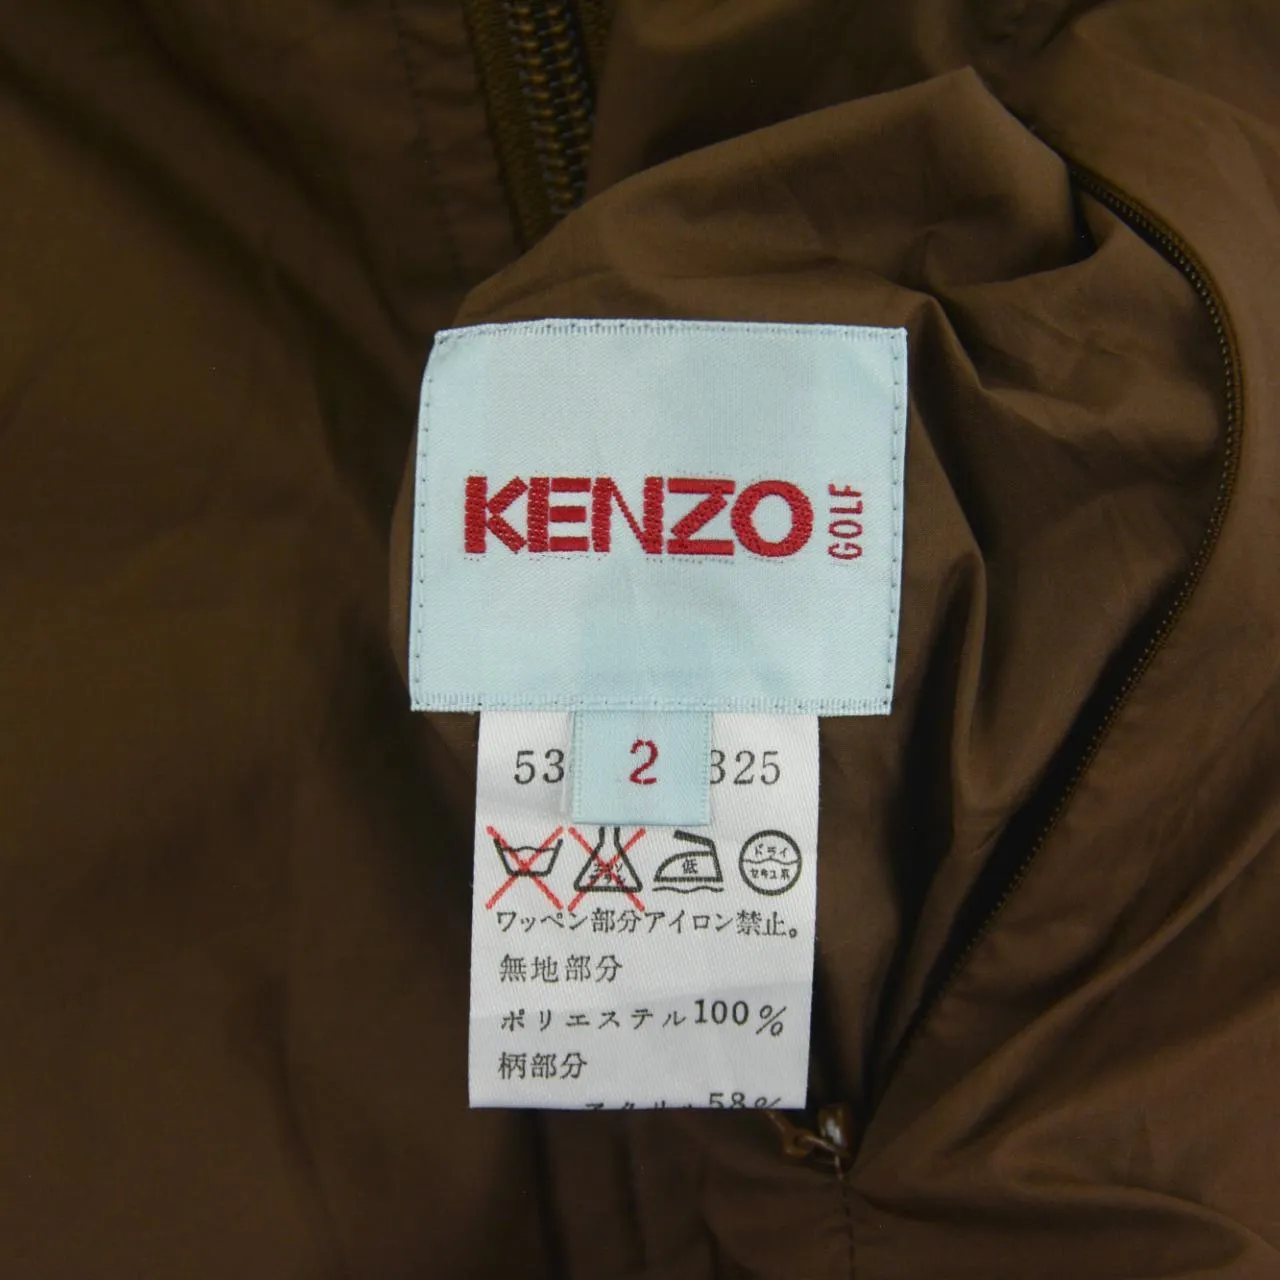 KENZO GOLF
2
53 325
低
ドライ
セキユ系
ワッペン部分アイロン禁止。
無地部分
ポリエステル100%
柄部分
58%